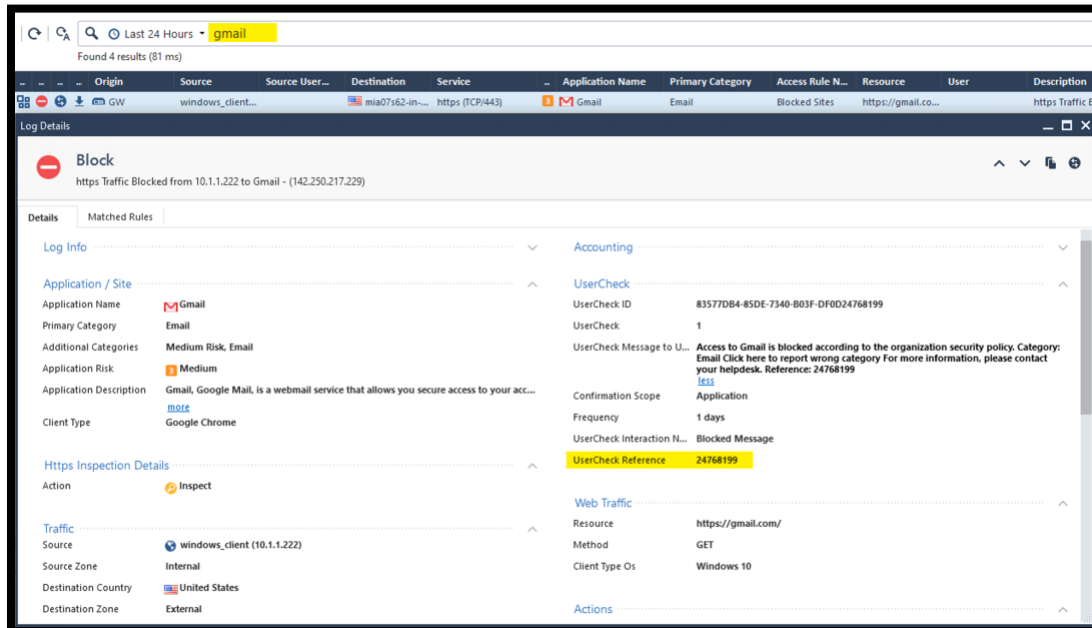 Last 24 Hours gmail
Found 4 results (81 ms)
.. .. .. .. Origin Source Source User... Destination Service .. Application Name Primary Category Access Rule N... Resource User Description
GW windows_client... mia07s62-in-... https (TCP/443) 3 Gmail Email Blocked Sites https://gmail.co... https Traffic B
Log Details
Block
https Traffic Blocked from 10.1.1.222 to Gmail - (142.250.217.229)
Details Matched Rules
Log Info
Application / Site
Application Name Gmail
Primary Category Email
Additional Categories Medium Risk, Email
Application Risk 3 Medium
Application Description Gmail, Google Mail, is a webmail service that allows you secure access to your acc...
more
Client Type Google Chrome
Https Inspection Details
Action Inspect
Traffic
Source windows_client (10.1.1.222)
Source Zone Internal
Destination Country United States
Destination Zone External
Accounting
UserCheck
UserCheck ID 83577DB4-85DE-7340-B03F-DF0D24768199
UserCheck 1
UserCheck Message to U... Access to Gmail is blocked according to the organization security policy. Category:
Email Click here to report wrong category For more information, please contact
your helpdesk. Reference: 24768199
less
Confirmation Scope Application
Frequency 1 days
UserCheck Interaction N... Blocked Message
UserCheck Reference 24768199
Web Traffic
Resource https://gmail.com/
Method GET
Client Type Os Windows 10
Actions